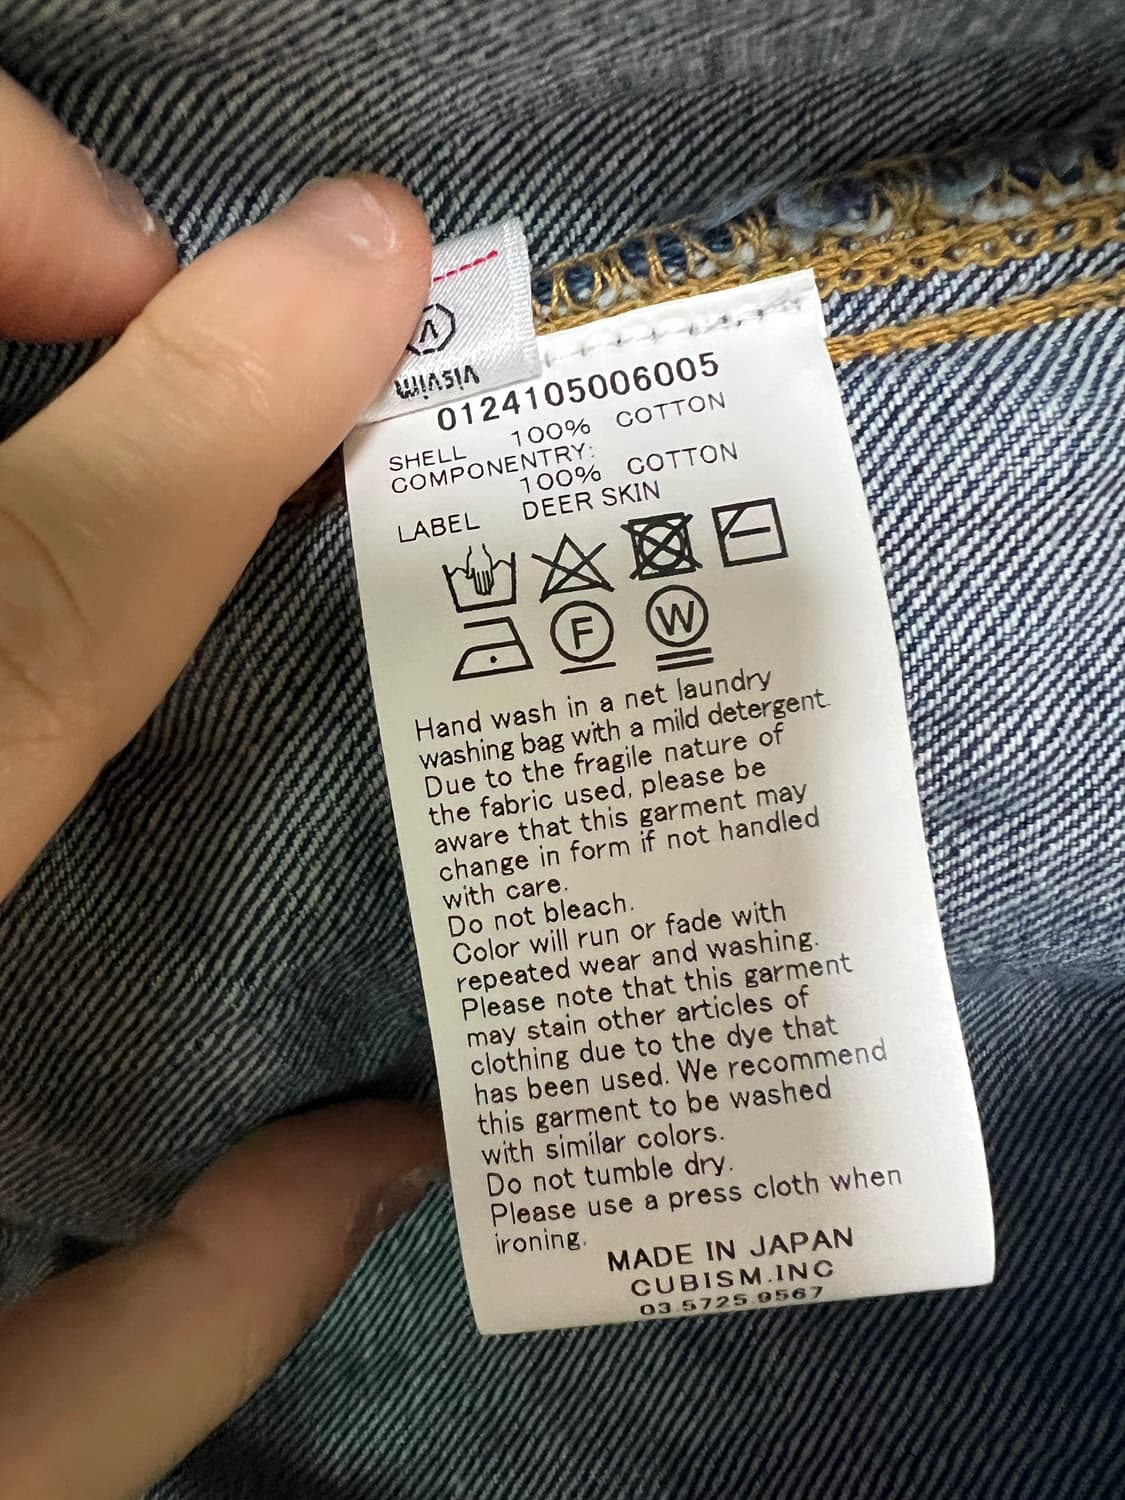 visvim
0124105006005
SHELL 100% COTTON
COMPONENTRY:
100% COTTON
LABEL DEER SKIN
F W
Hand wash in a net laundry
washing bag with a mild detergent.
Due to the fragile nature of
the fabric used, please be
aware that this garment may
change in form if not handled
with care.
Do not bleach.
Color will run or fade with
repeated wear and washing.
Please note that this garment
may stain other articles of
clothing due to the dye that
has been used. We recommend
this garment to be washed
with similar colors.
Do not tumble dry.
Please use a press cloth when
ironing.
MADE IN JAPAN
CUBISM.INC
03.5725.9567